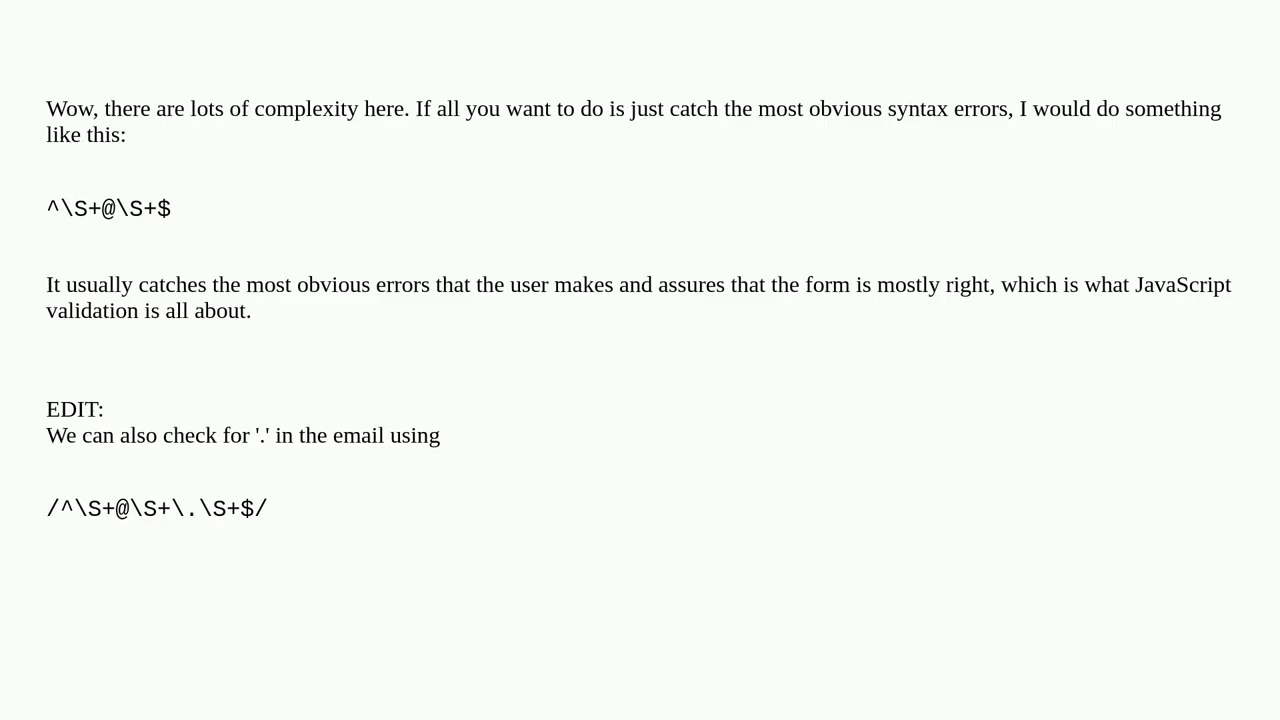 Wow, there are lots of complexity here. If all you want to do is just catch the most obvious syntax errors, I would do something
like this:
^\S+@\S+$
It usually catches the most obvious errors that the user makes and assures that the form is mostly right, which is what JavaScript
validation is all about.
EDIT:
We can also check for '.' in the email using
/^\S+@\S+\.\S+$/